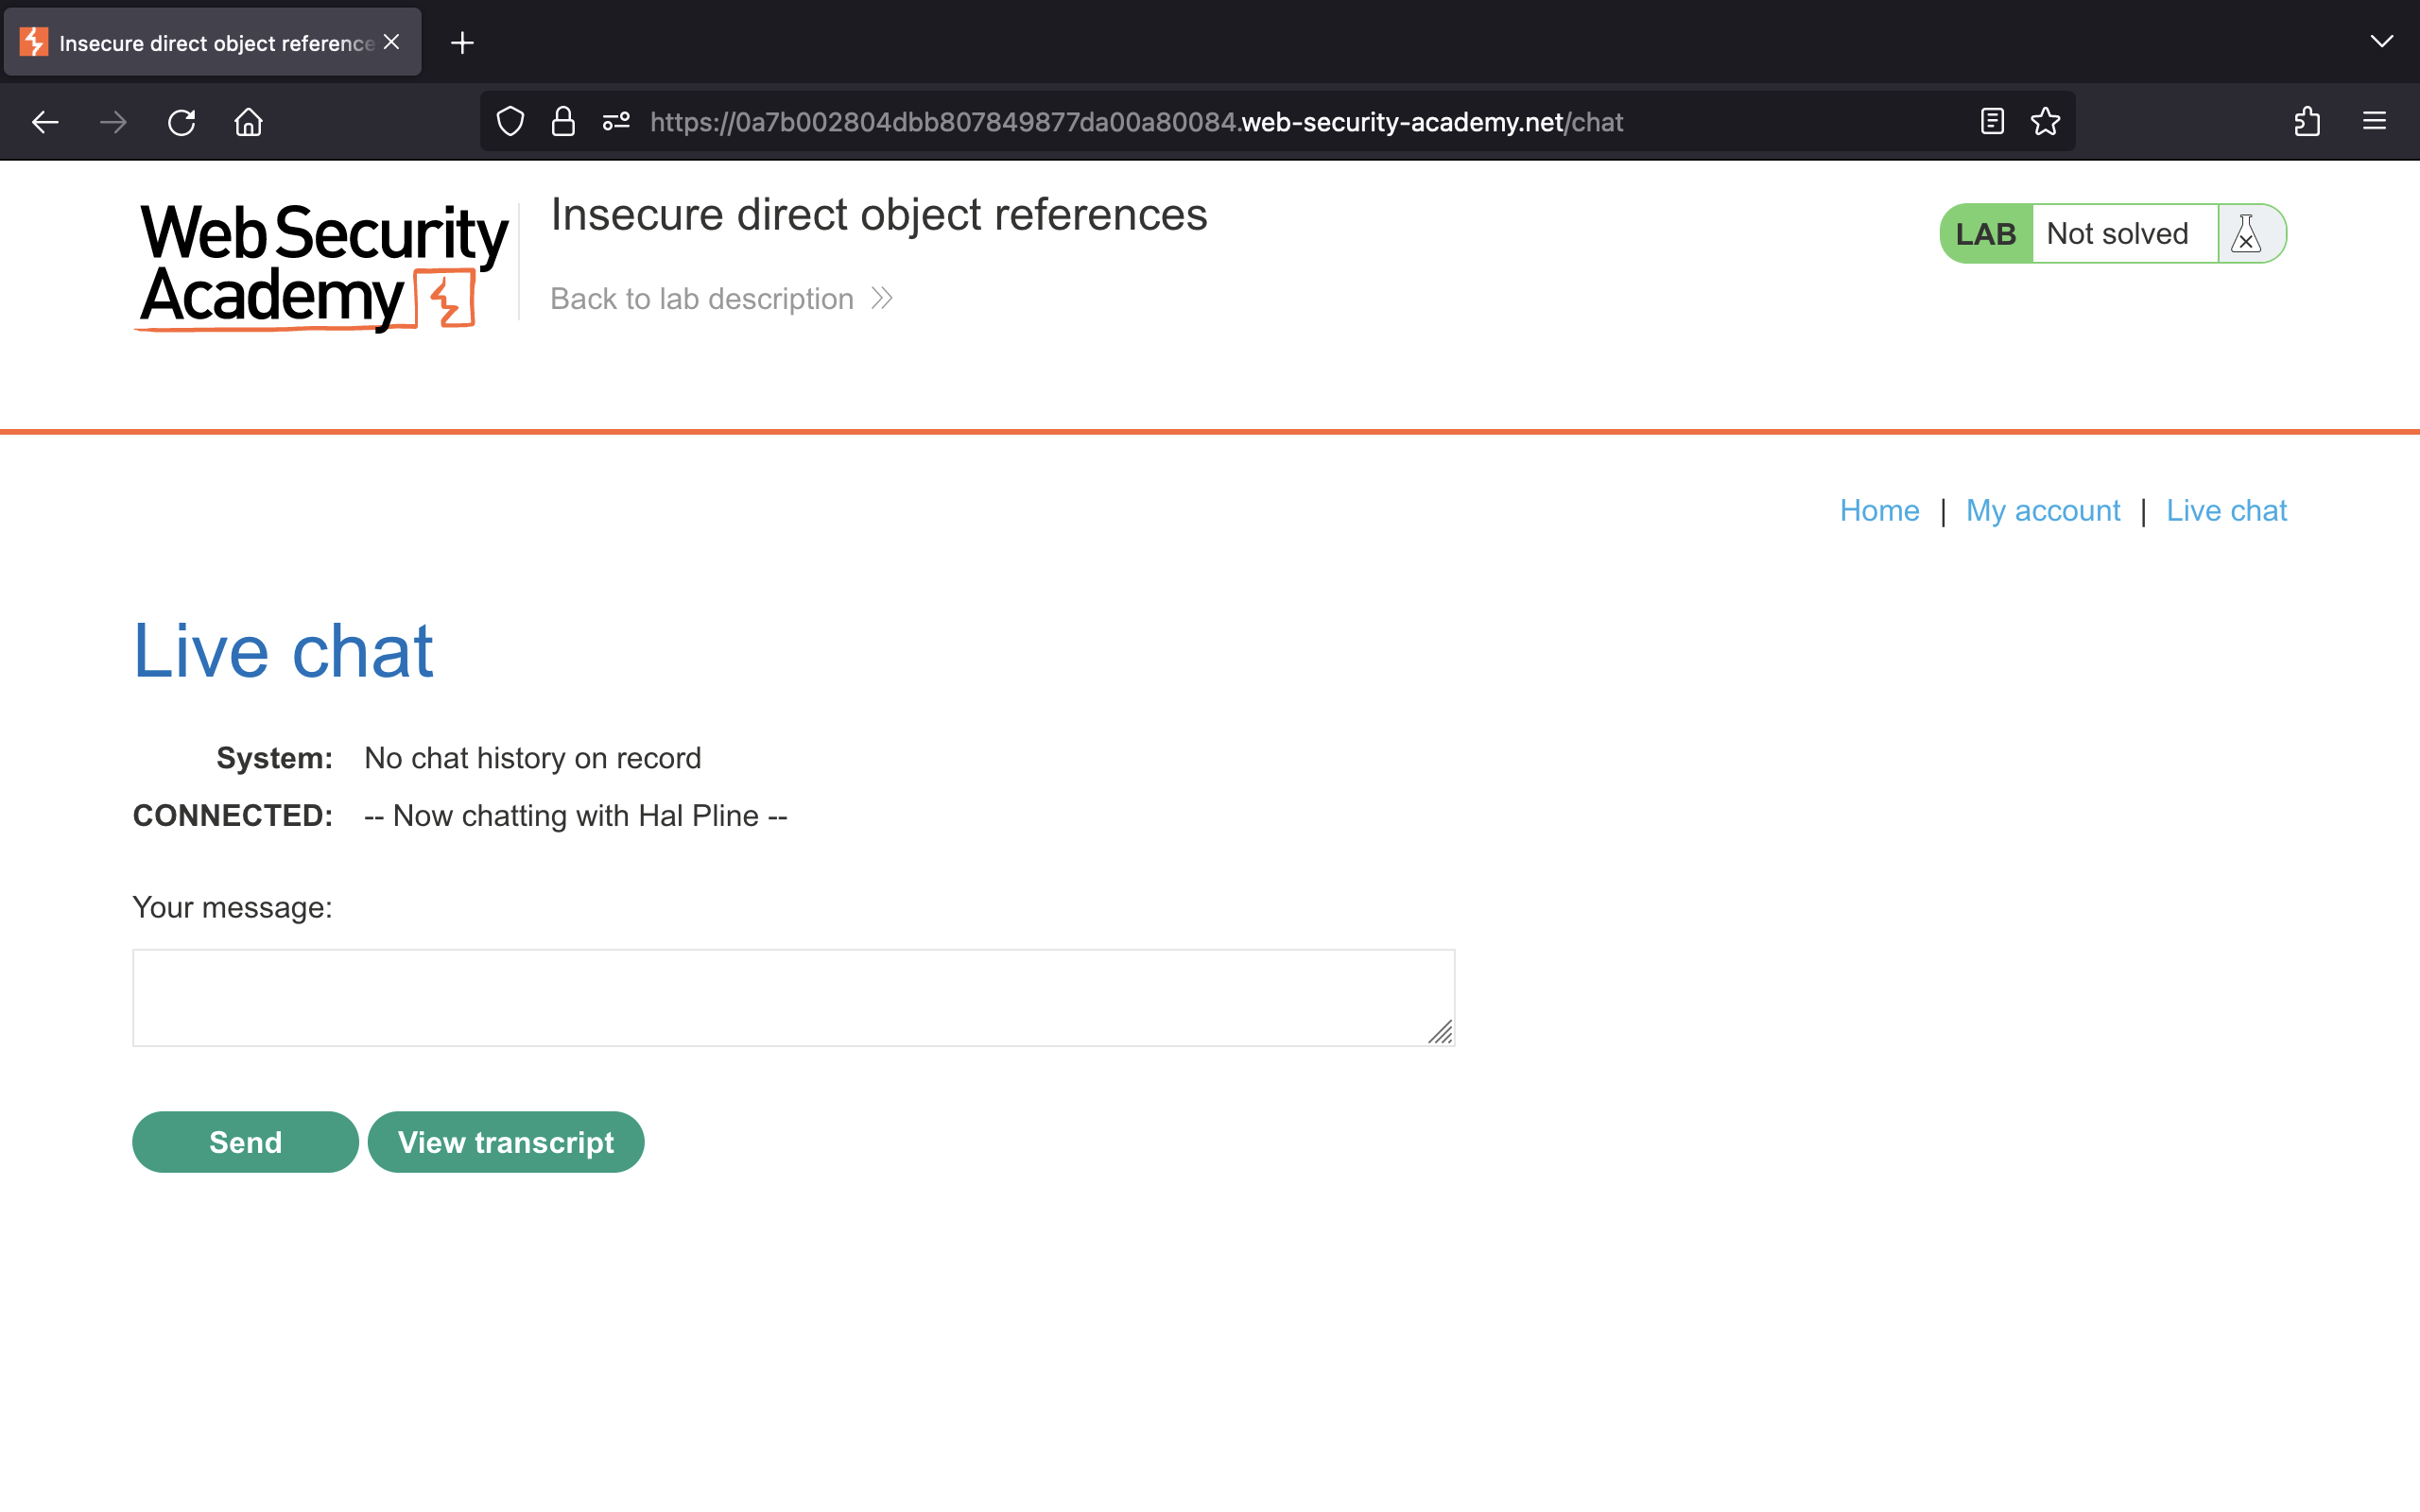 Insecure direct object reference
https://0a7b002804dbb807849877da00a80084.web-security-academy.net/chat
Web Security
Academy
Insecure direct object references
Back to lab description
LAB Not solved
Home | My account | Live chat
Live chat
System: No chat history on record
CONNECTED: -- Now chatting with Hal Pline --
Your message:
Send View transcript